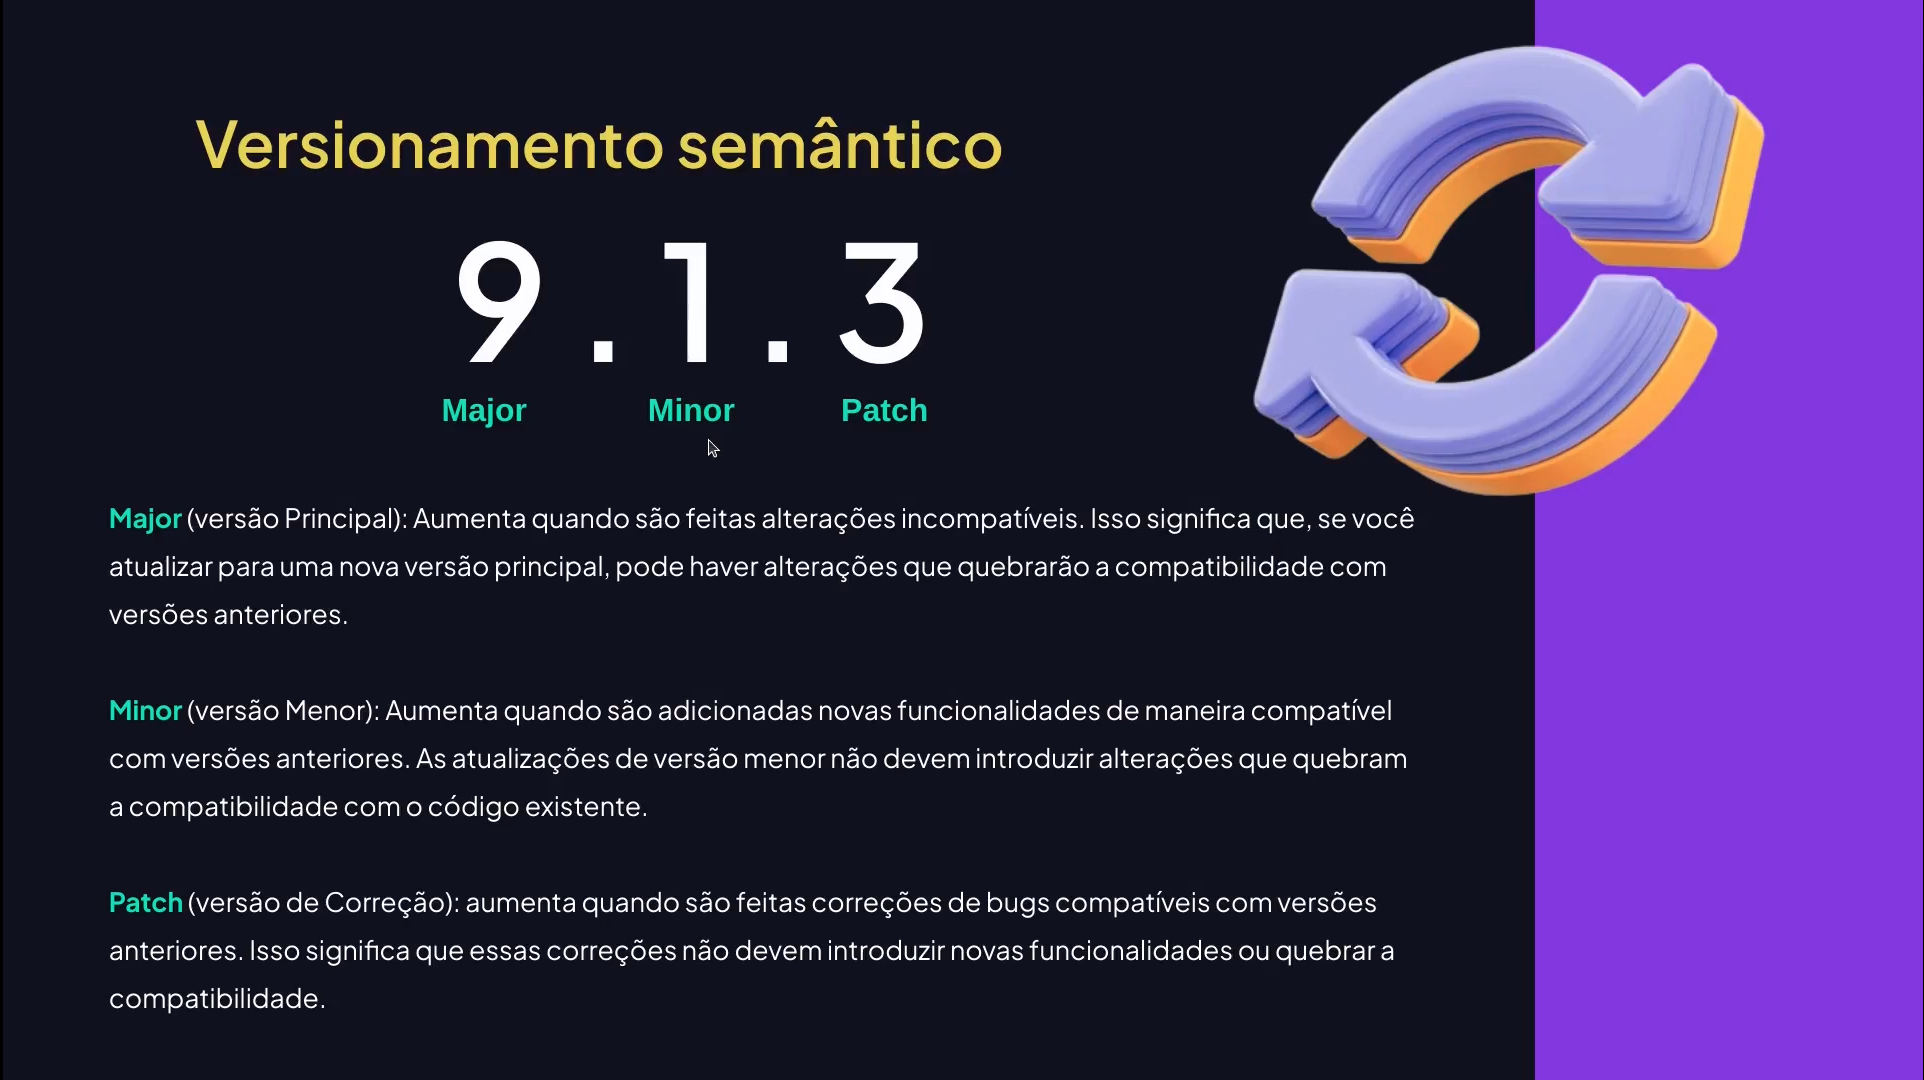 Versionamento semântico
9 . 1 . 3
Major Minor Patch
Major (versão Principal): Aumenta quando são feitas alterações incompatíveis. Isso significa que, se você
atualizar para uma nova versão principal, pode haver alterações que quebrarão a compatibilidade com
versões anteriores.
Minor (versão Menor): Aumenta quando são adicionadas novas funcionalidades de maneira compatível
com versões anteriores. As atualizações de versão menor não devem introduzir alterações que quebram
a compatibilidade com o código existente.
Patch (versão de Correção): aumenta quando são feitas correções de bugs compatíveis com versões
anteriores. Isso significa que essas correções não devem introduzir novas funcionalidades ou quebrar a
compatibilidade.